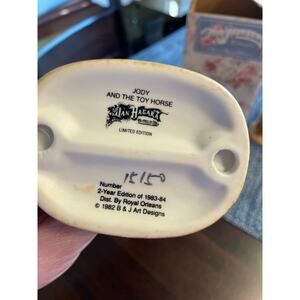 JODY
AND THE TOY HORSE
JAN HAGARA
LIMITED EDITION
15150
Number
2-Year Edition of 1983-84
Dist. By Royal Orleans
© 1982 B & J Art Designs